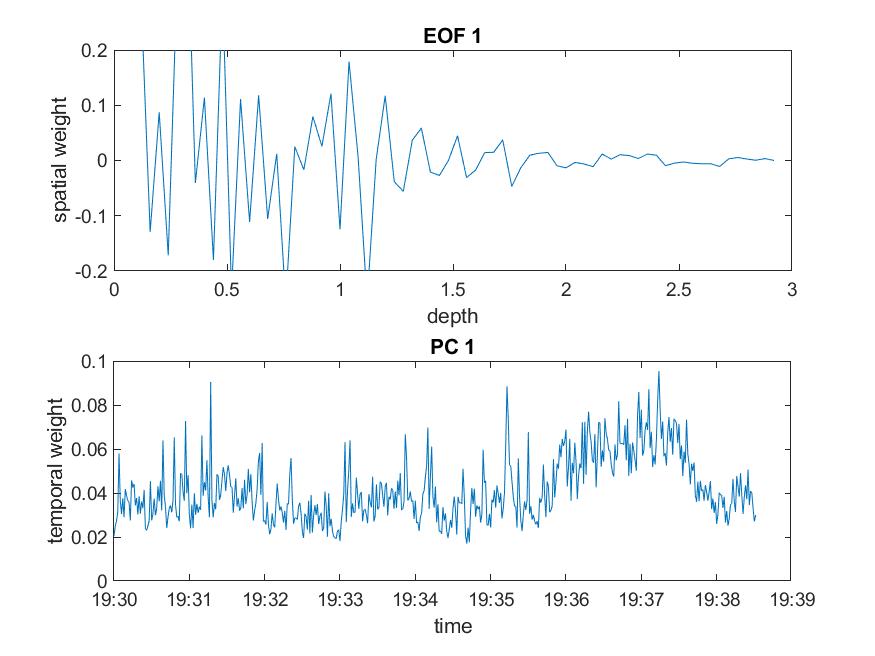 EOF 1
0.2
0.1
0
-0.1
-0.2
spatial weight
0 0.5 1 1.5 2 2.5 3
depth
PC 1
0.1
0.08
0.06
0.04
0.02
0
temporal weight
19:30 19:31 19:32 19:33 19:34 19:35 19:36 19:37 19:38 19:39
time